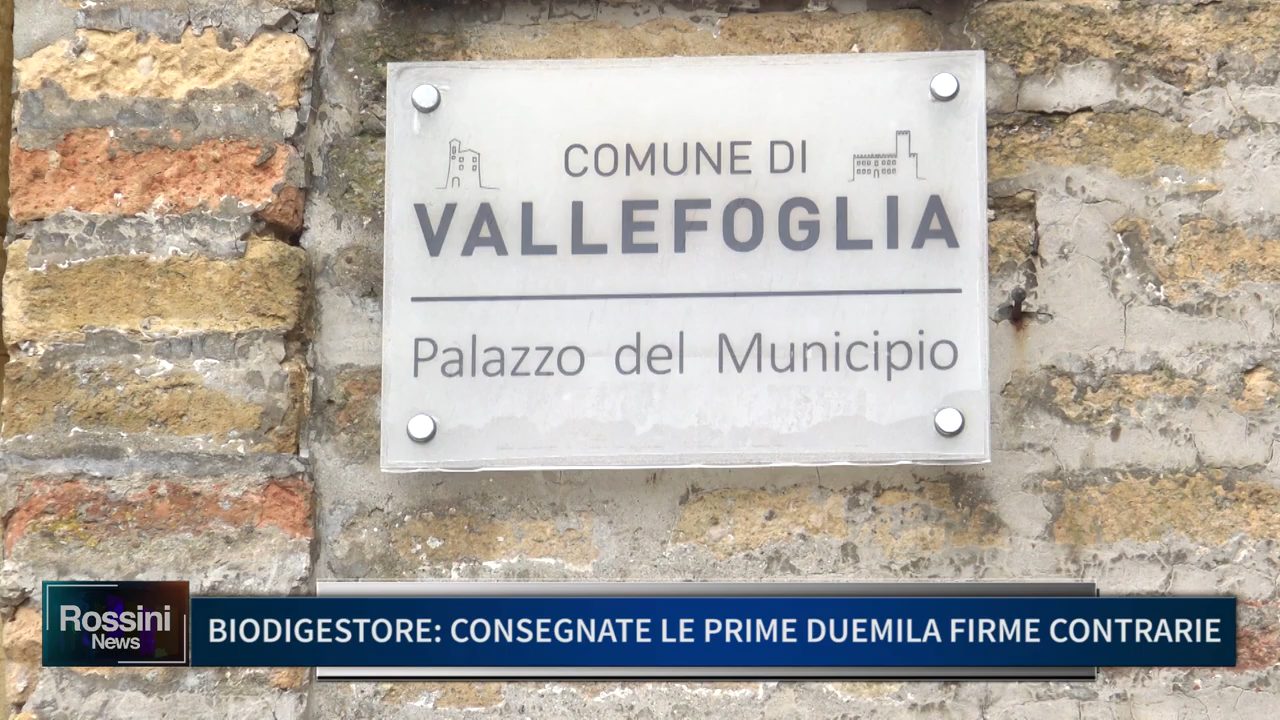 COMUNE DI
VALLEFOGLIA
Palazzo del Municipio
Rossini
News
BIODIGESTORE: CONSEGNATE LE PRIME DUEMILA FIRME CONTRARIE